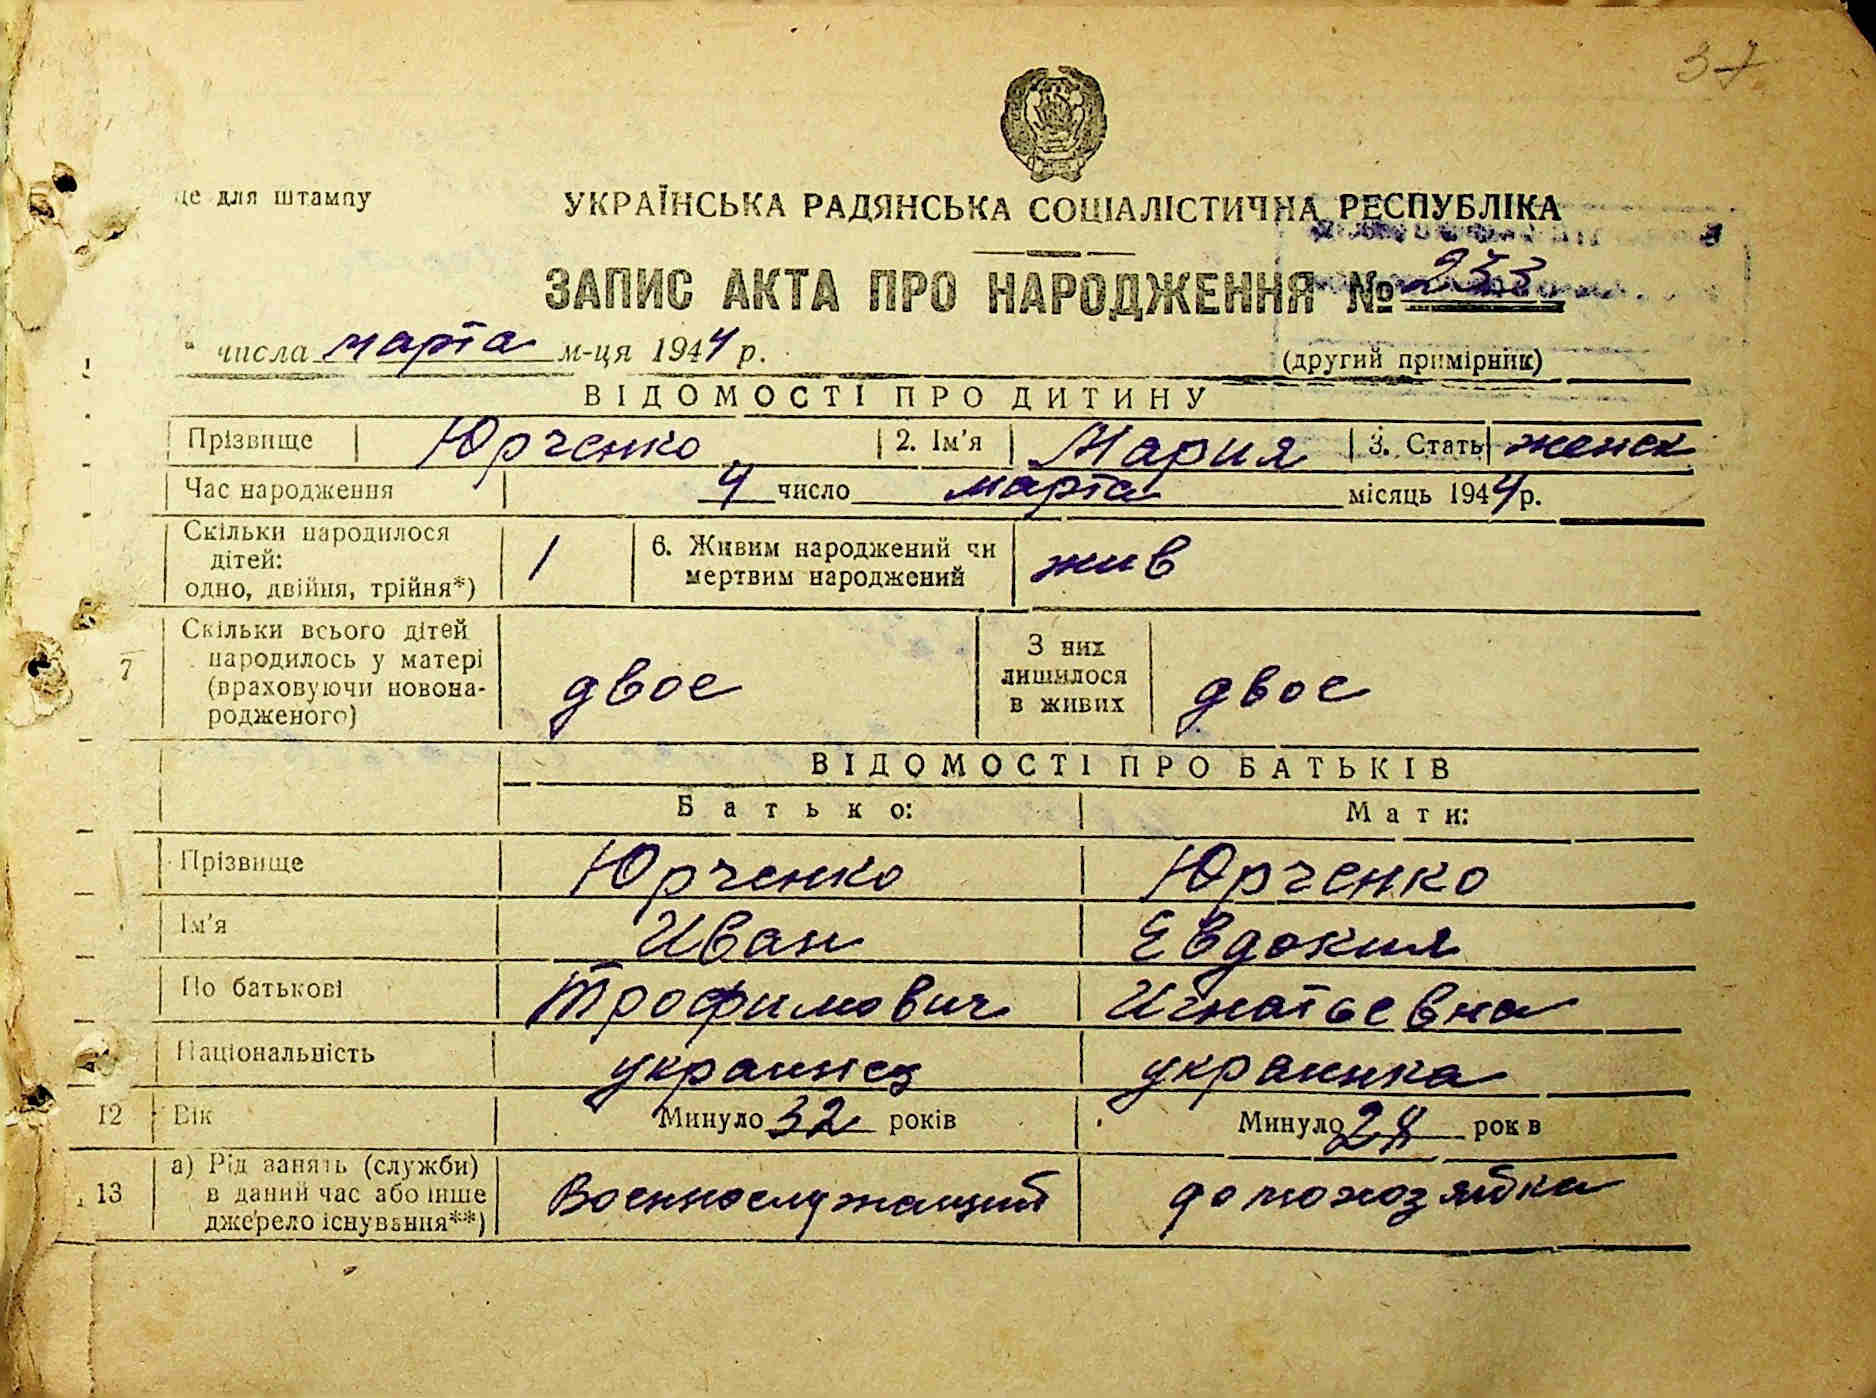 37
це для штампу
УКРАЇНСЬКА РАДЯНСЬКА СОЦІАЛІСТИЧНА РЕСПУБЛІКА
ЗАПИС АКТА ПРО НАРОДЖЕННЯ № 233
" числа марта м-ця 1944 р.
(другий примірник)
ВІДОМОСТІ ПРО ДИТИНУ
Прізвище Юрченко 2. Ім'я Мария 3. Стать женск
Час народження 4 число марта місяць 1944 р.
Скільки народилося
дітей:
одно, двійня, трійня*) 1
6. Живим народжений чи
мертвим народжений жив
7 Скільки всього дітей
народилось у матері
(враховуючи новона-
родженого) двое
З них
лишилося
в живих двое
ВІДОМОСТІ ПРО БАТЬКІВ
Батько: Мати:
Прізвище Юрченко Юрченко
Ім'я Иван Евдокия
По батькові Трофимович Игнатьевна
Національність украинец украинка
12 Вік Минуло 32 років Минуло рок в
13 а) Рід занять (служби)
в даний час або інше
джерело існування**) Военнослужащий домохозяйка